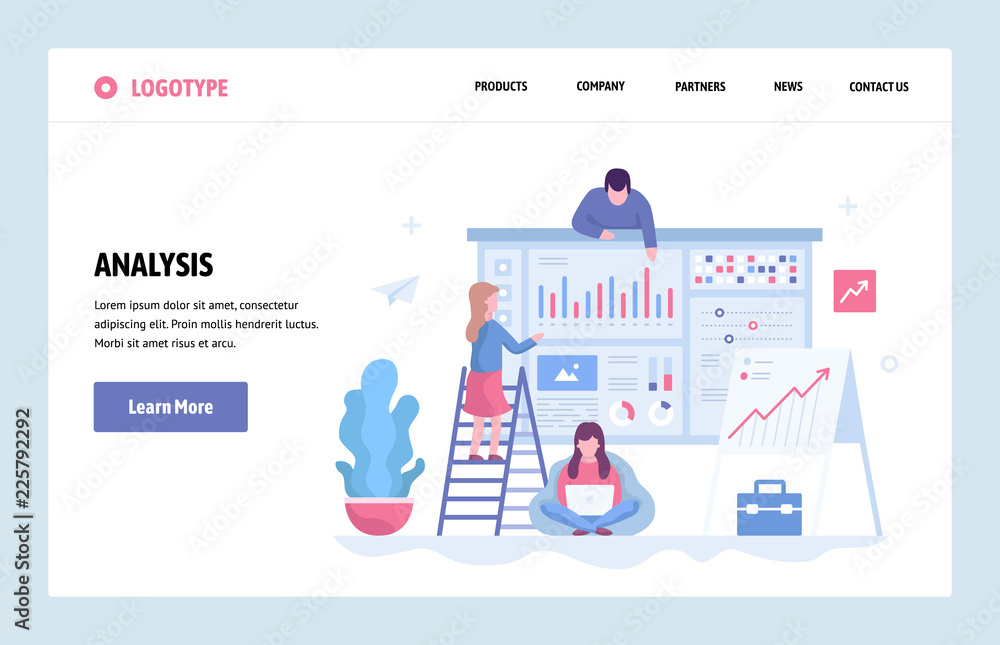 LOGOTYPE
PRODUCTS COMPANY PARTNERS NEWS CONTACT US
ANALYSIS
Lorem ipsum dolor sit amet, consectetur
adipiscing elit. Proin mollis hendrerit luctus.
Morbi sit amet risus et arcu.
Learn More
Adobe Stock | #225792292